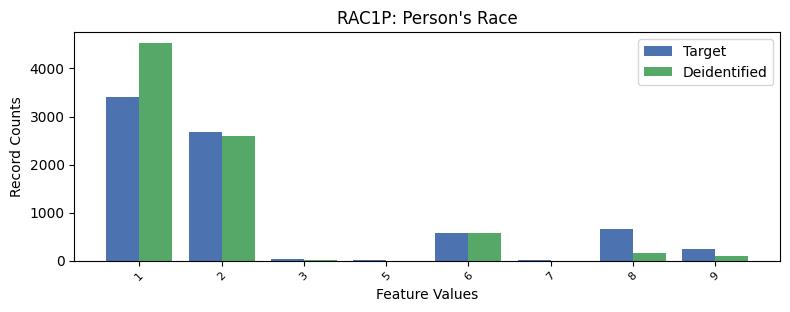 RAC1P: Person's Race
Target
Deidentified
Record Counts
4000
3000
2000
1000
0
1 2 3 5 6 7 8 9
Feature Values